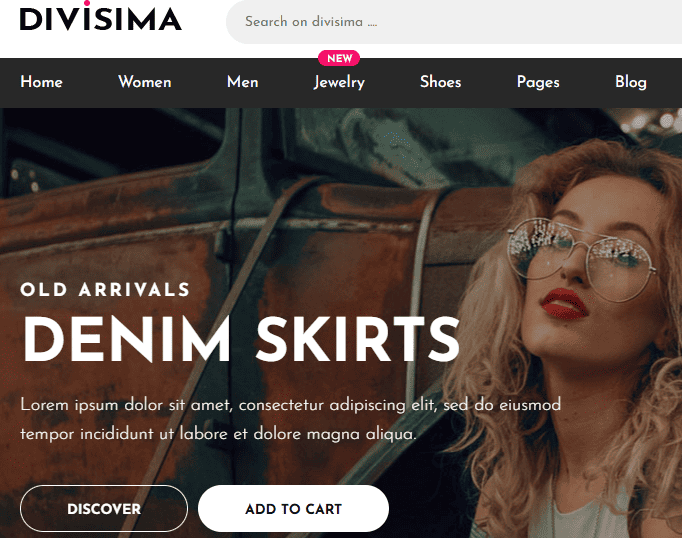 DIVISIMA
Search on divisima ....
NEW
Home Women Men Jewelry Shoes Pages Blog
OLD ARRIVALS
DENIM SKIRTS
Lorem ipsum dolor sit amet, consectetur adipiscing elit, sed do eiusmod
tempor incididunt ut labore et dolore magna aliqua.
DISCOVER ADD TO CART